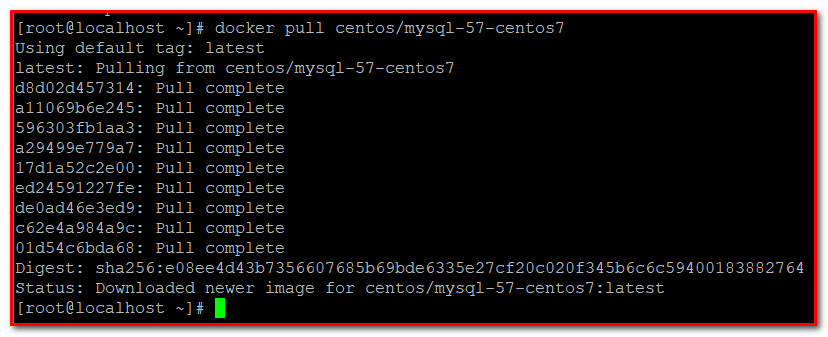 [root@localhost ~]# docker pull centos/mysql-57-centos7
Using default tag: latest
latest: Pulling from centos/mysql-57-centos7
d8d02d457314: Pull complete
a11069b6e245: Pull complete
596303fb1aa3: Pull complete
a29499e779a7: Pull complete
17d1a52c2e00: Pull complete
ed24591227fe: Pull complete
de0ad46e3ed9: Pull complete
c62e4a984a9c: Pull complete
01d54c6bda68: Pull complete
Digest: sha256:e08ee4d43b7356607685b69bde6335e27cf20c020f345b6c6c59400183882764
Status: Downloaded newer image for centos/mysql-57-centos7:latest
[root@localhost ~]#